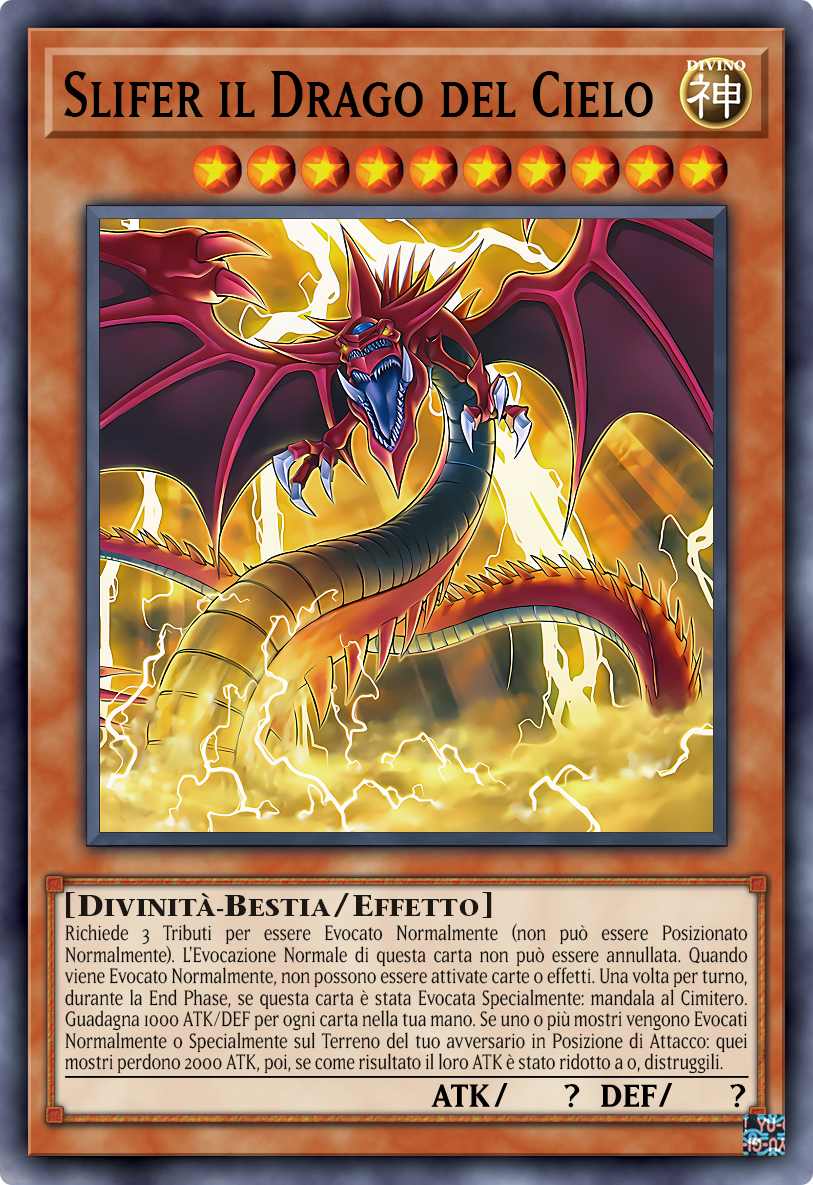 Slifer il Drago del Cielo
DIVINO
神
[Divinità-Bestia/Effetto]
Richiede 3 Tributi per essere Evocato Normalmente (non può essere Posizionato
Normalmente). L'Evocazione Normale di questa carta non può essere annullata. Quando
viene Evocato Normalmente, non possono essere attivate carte o effetti. Una volta per turno,
durante la End Phase, se questa carta è stata Evocata Specialmente: mandala al Cimitero.
Guadagna 1000 ATK/DEF per ogni carta nella tua mano. Se uno o più mostri vengono Evocati
Normalmente o Specialmente sul Terreno del tuo avversario in Posizione di Attacco: quei
mostri perdono 2000 ATK, poi, se come risultato il loro ATK è stato ridotto a 0, distruggili.
ATK/ ? DEF/ ?